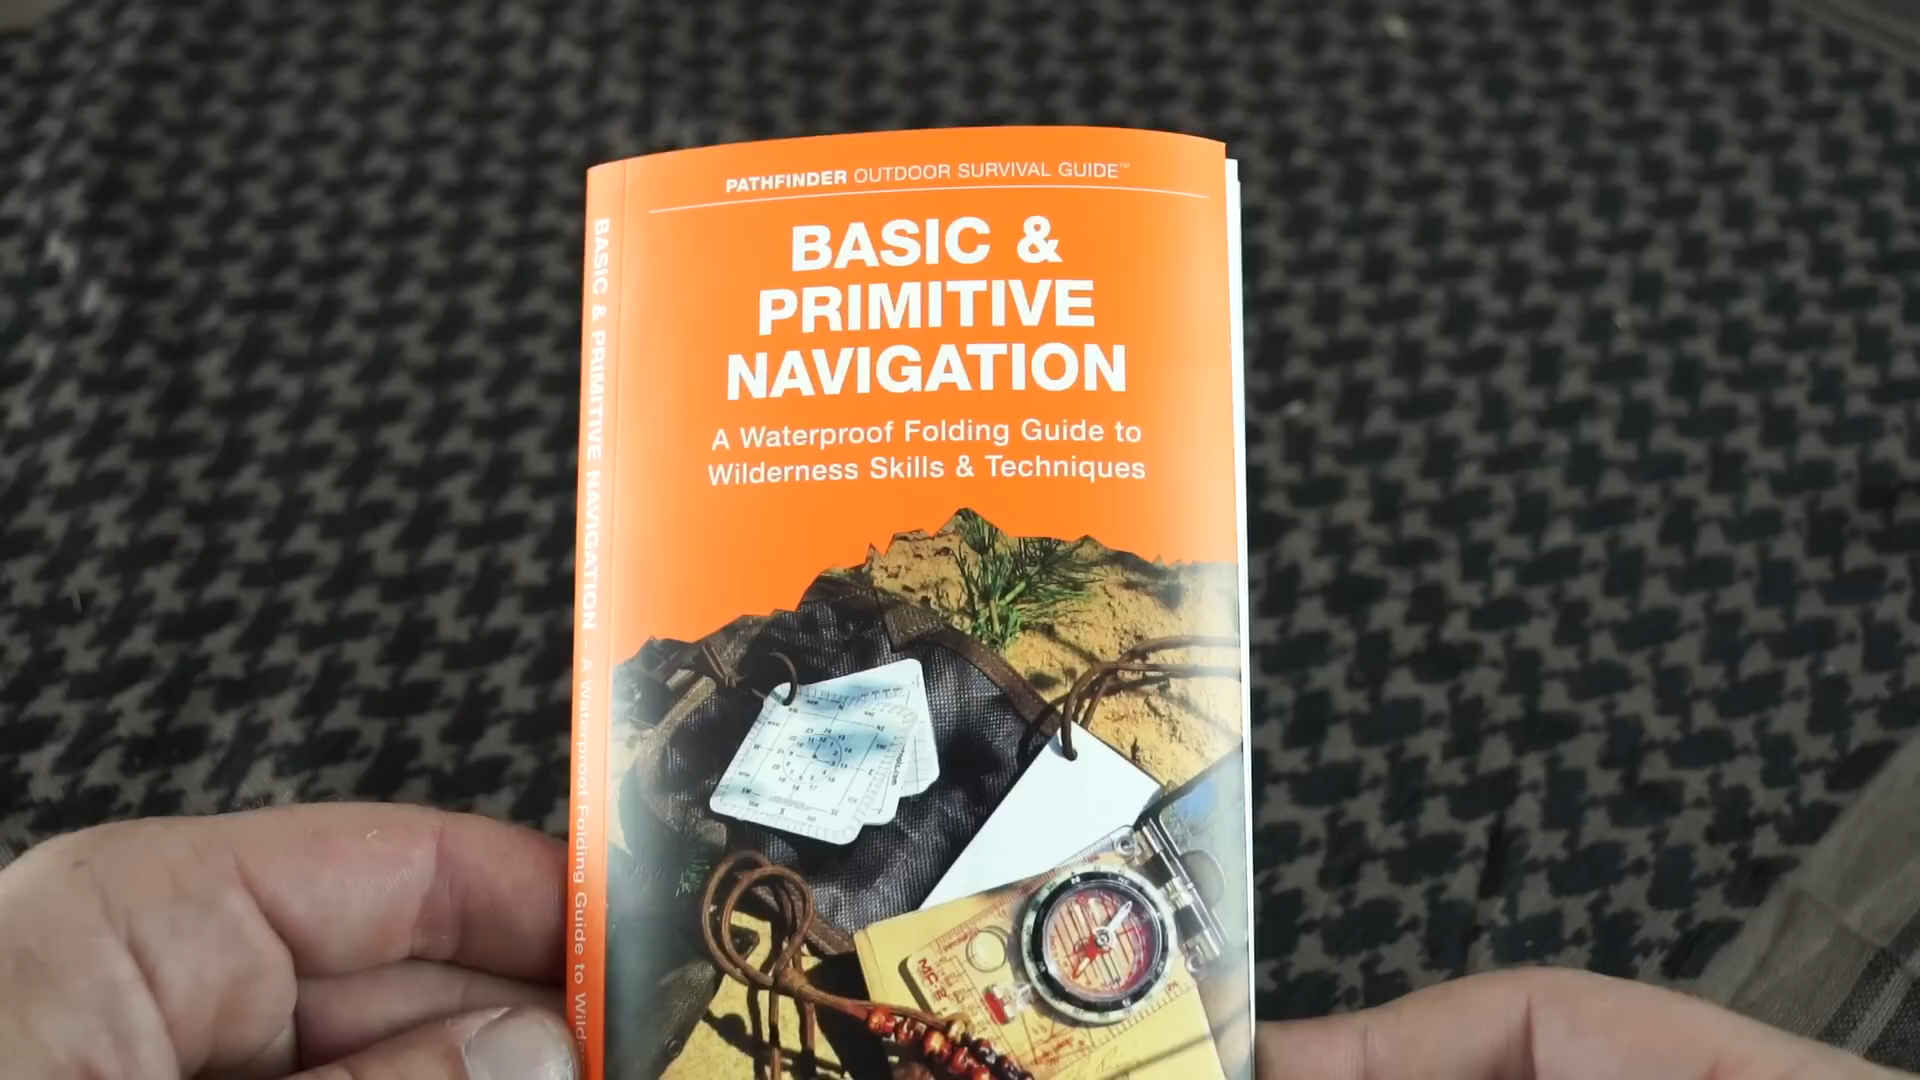 PATHFINDER OUTDOOR SURVIVAL GUIDE™
BASIC &
PRIMITIVE
NAVIGATION
A Waterproof Folding Guide to
Wilderness Skills & Techniques
BASIC & PRIMITIVE NAVIGATION – A Waterproof Folding Guide to